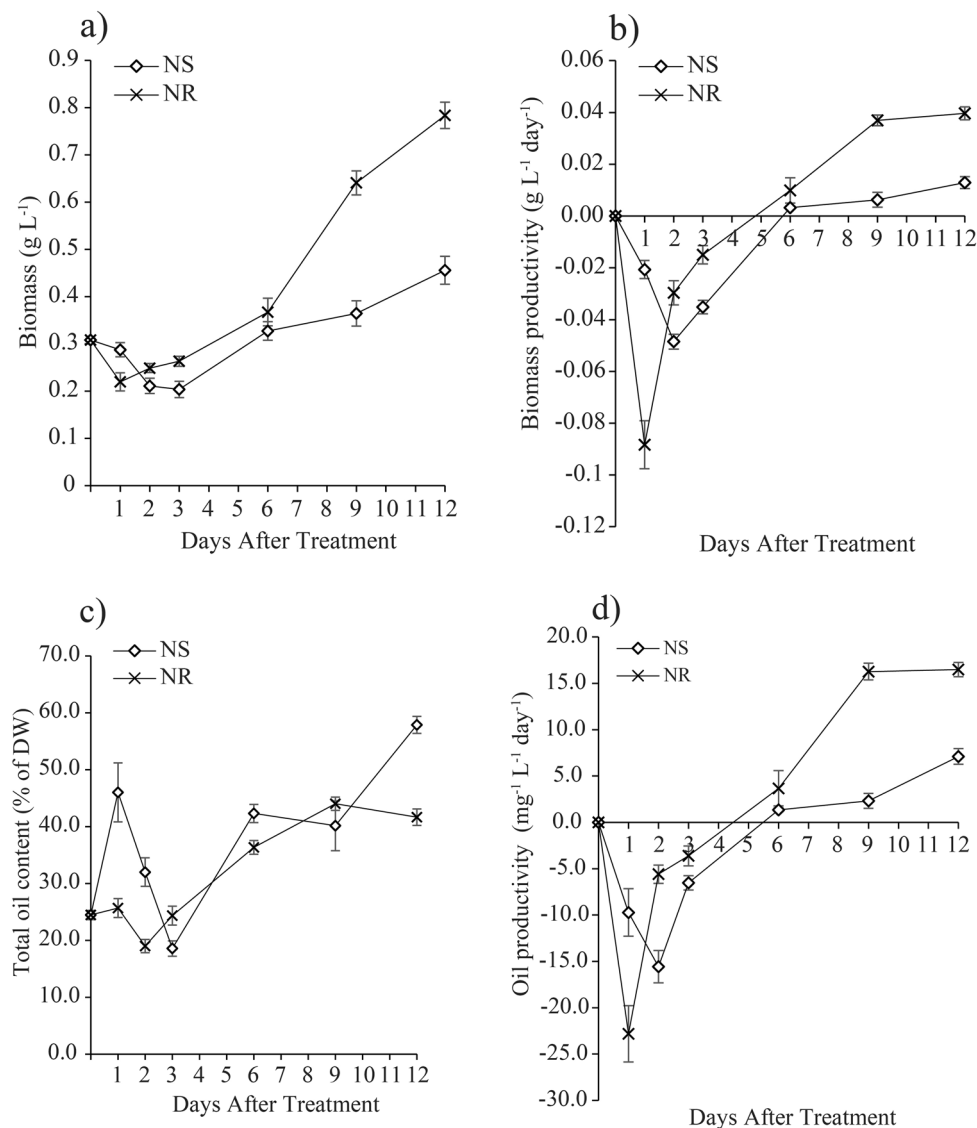 a)
NS
NR
0.9
0.8
0.7
0.6
0.5
0.4
0.3
0.2
0.1
0
Biomass (g L⁻¹)
1 2 3 4 5 6 7 8 9 10 11 12
Days After Treatment
b)
NS
NR
0.06
0.04
0.02
0.00
-0.02
-0.04
-0.06
-0.08
-0.1
-0.12
Biomass productivity (g L⁻¹ day⁻¹)
1 2 3 4 5 6 7 8 9 10 11 12
Days After Treatment
c)
NS
NR
70.0
60.0
50.0
40.0
30.0
20.0
10.0
0.0
Total oil content (% of DW)
1 2 3 4 5 6 7 8 9 10 11 12
Days After Treatment
d)
NS
NR
20.0
15.0
10.0
5.0
0.0
-5.0
-10.0
-15.0
-20.0
-25.0
-30.0
Oil productivity (mg⁻¹ L⁻¹ day⁻¹)
1 2 3 4 5 6 7 8 9 10 11 12
Days After Treatment